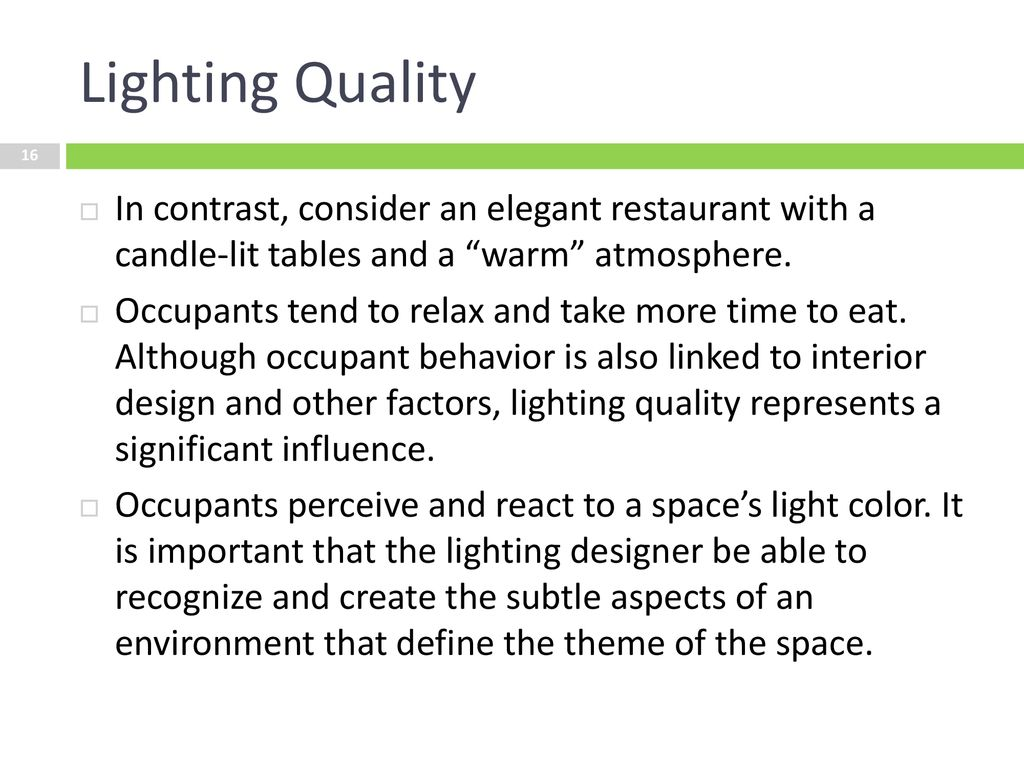 Lighting Quality
16
In contrast, consider an elegant restaurant with a
candle-lit tables and a “warm” atmosphere.
Occupants tend to relax and take more time to eat.
Although occupant behavior is also linked to interior
design and other factors, lighting quality represents a
significant influence.
Occupants perceive and react to a space’s light color. It
is important that the lighting designer be able to
recognize and create the subtle aspects of an
environment that define the theme of the space.